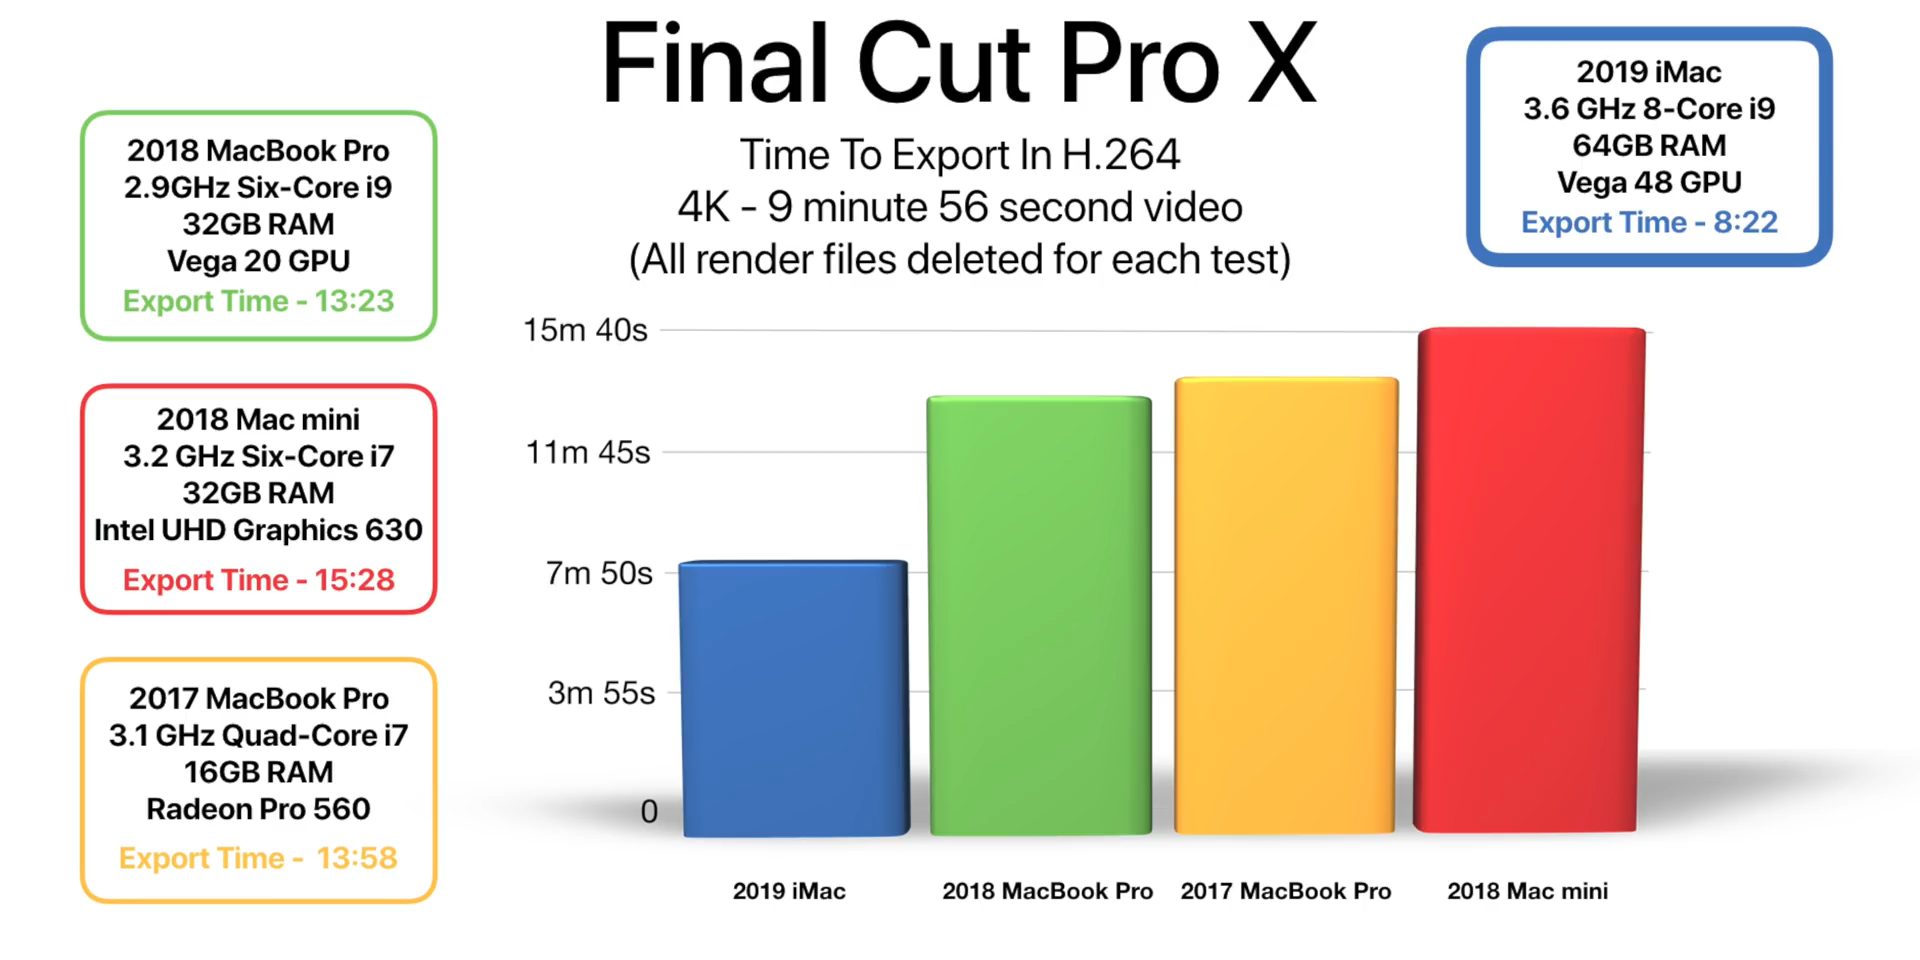 Final Cut Pro X
Time To Export In H.264
4K - 9 minute 56 second video
(All render files deleted for each test)
2018 MacBook Pro
2.9GHz Six-Core i9
32GB RAM
Vega 20 GPU
Export Time - 13:23
2018 Mac mini
3.2 GHz Six-Core i7
32GB RAM
Intel UHD Graphics 630
Export Time - 15:28
2017 MacBook Pro
3.1 GHz Quad-Core i7
16GB RAM
Radeon Pro 560
Export Time - 13:58
2019 iMac
3.6 GHz 8-Core i9
64GB RAM
Vega 48 GPU
Export Time - 8:22
15m 40s
11m 45s
7m 50s
3m 55s
0
2019 iMac
2018 MacBook Pro
2017 MacBook Pro
2018 Mac mini